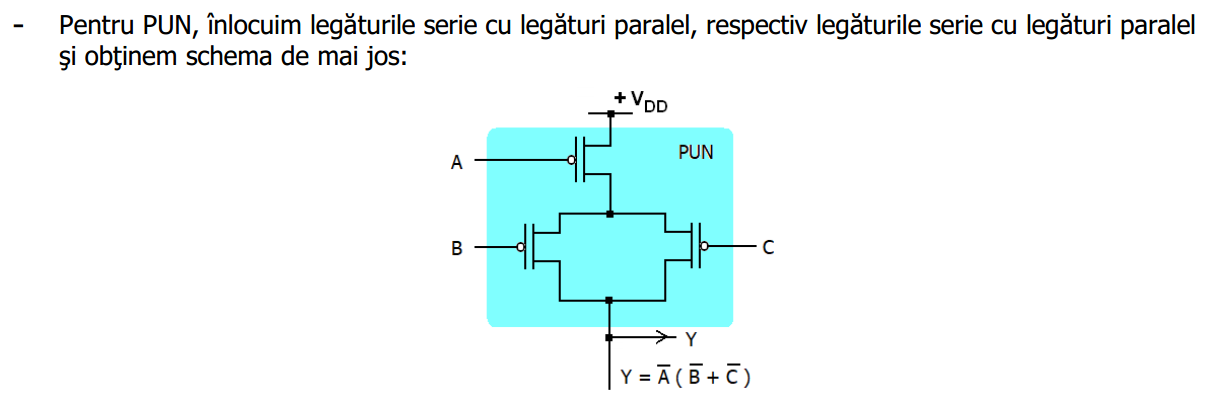 - Pentru PUN, înlocuim legăturile serie cu legături paralel, respectiv legăturile serie cu legături paralel
şi obţinem schema de mai jos:
+ V DD
A
PUN
B
C
Y
Y = A̅ ( B̅ + C̅ )